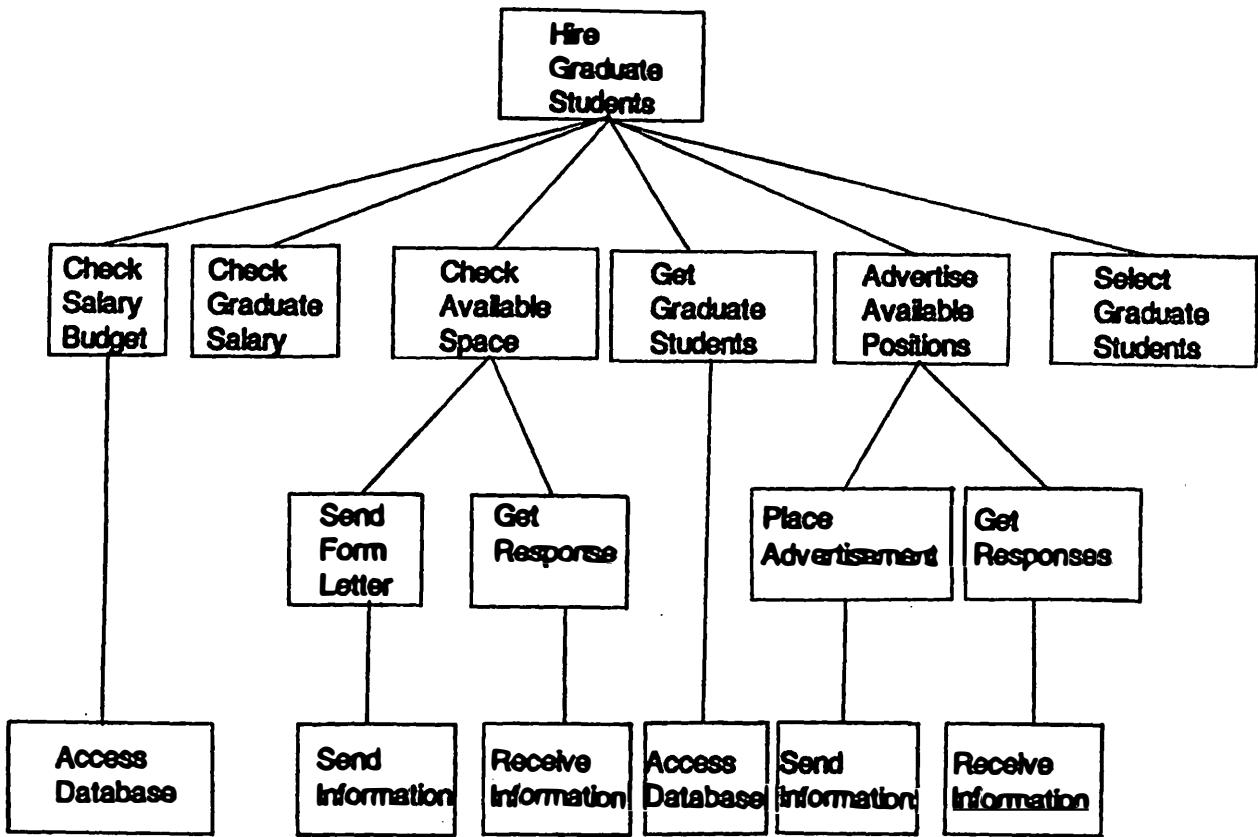 Hire
Graduate
Students
Check
Salary
Budget
Check
Graduate
Salary
Check
Available
Space
Get
Graduate
Students
Advertise
Available
Positions
Select
Graduate
Students
Send
Form
Letter
Get
Response
Place
Advertisement
Get
Responses
Access
Database
Send
Information
Receive
Information
Access
Database
Send
Information
Receive
Information